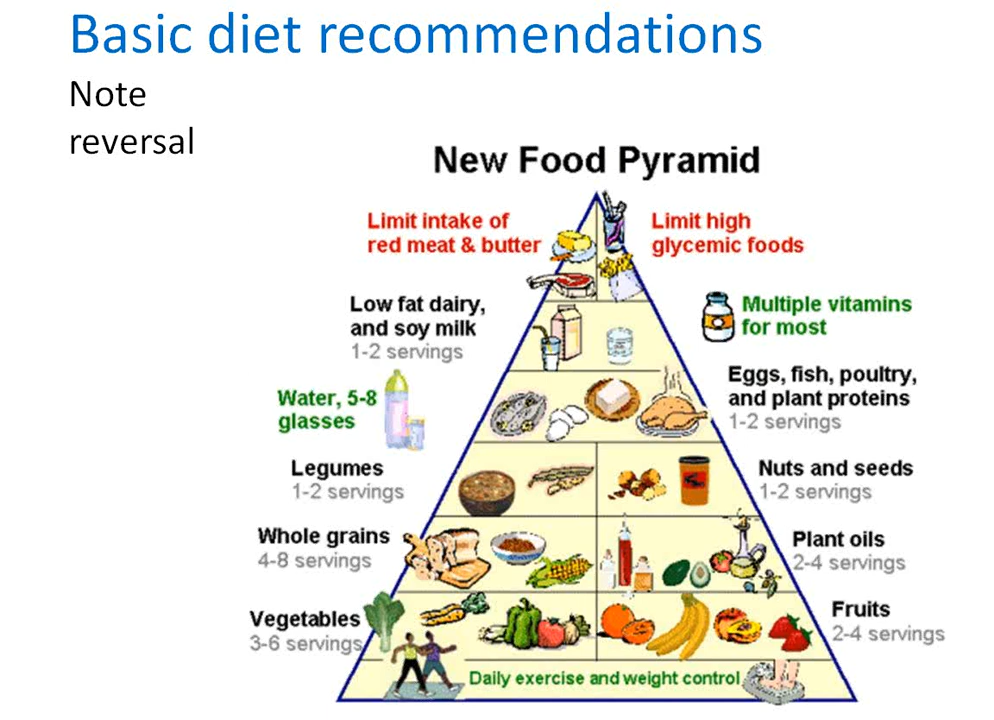 Basic diet recommendations
Note
reversal
New Food Pyramid
Limit intake of
red meat & butter
Limit high
glycemic foods
Low fat dairy,
and soy milk
1-2 servings
Multiple vitamins
for most
Water, 5-8
glasses
Eggs, fish, poultry,
and plant proteins
1-2 servings
Legumes
1-2 servings
Nuts and seeds
1-2 servings
Whole grains
4-8 servings
Plant oils
2-4 servings
Vegetables
3-6 servings
Fruits
2-4 servings
Daily exercise and weight control